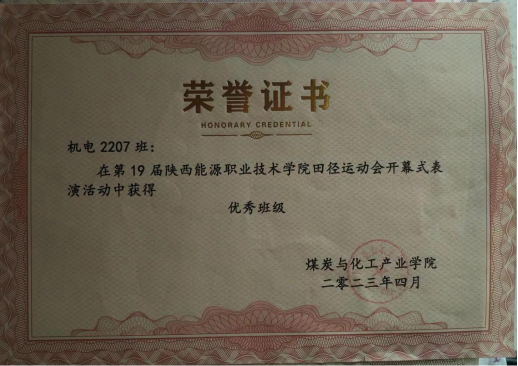 荣誉证书
HONORARY CREDENTIAL
机电 2207 班：
在第 19 届陕西能源职业技术学院田径运动会开幕式表
演活动中获得
优秀班级
煤炭与化工产业学院
二零二三年四月